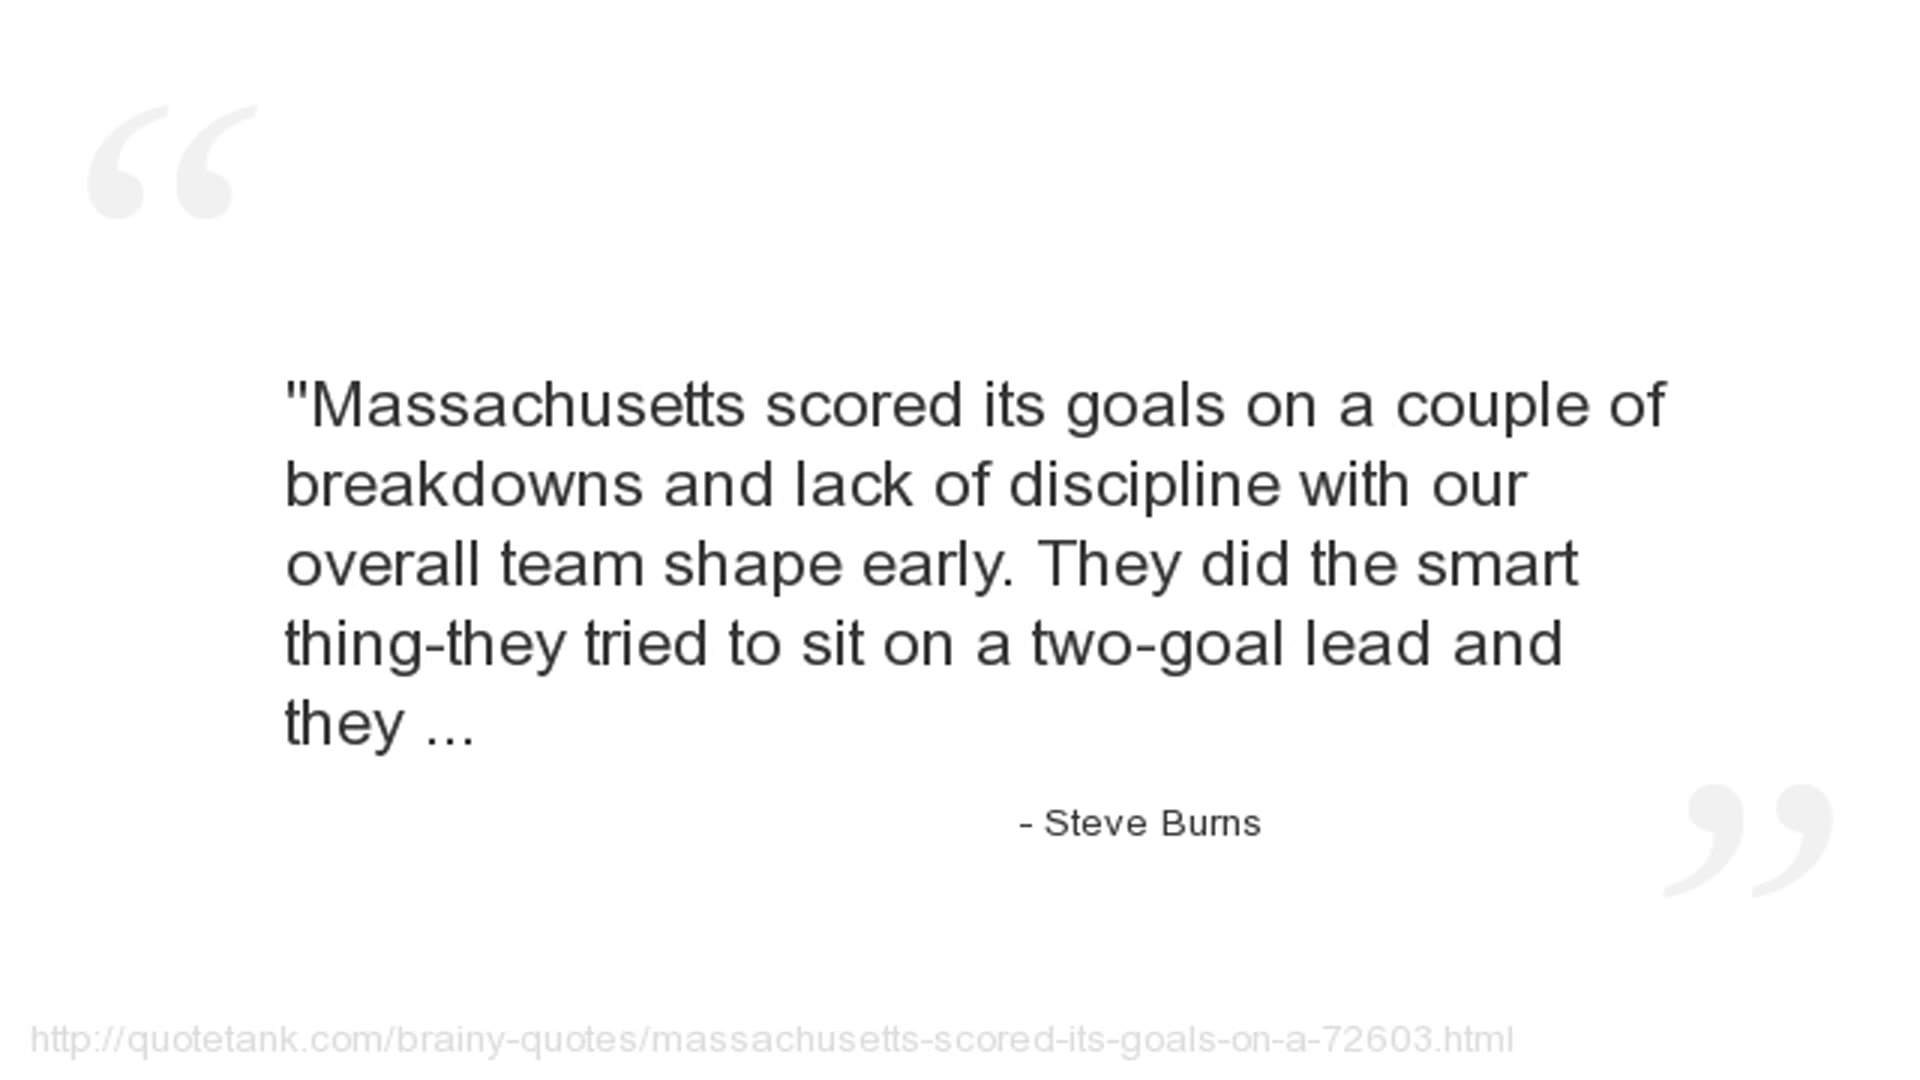 "Massachusetts scored its goals on a couple of
breakdowns and lack of discipline with our
overall team shape early. They did the smart
thing-they tried to sit on a two-goal lead and
they ...
- Steve Burns
http://quotetank.com/brainy-quotes/massachusetts-scored-its-goals-on-a-72603.html